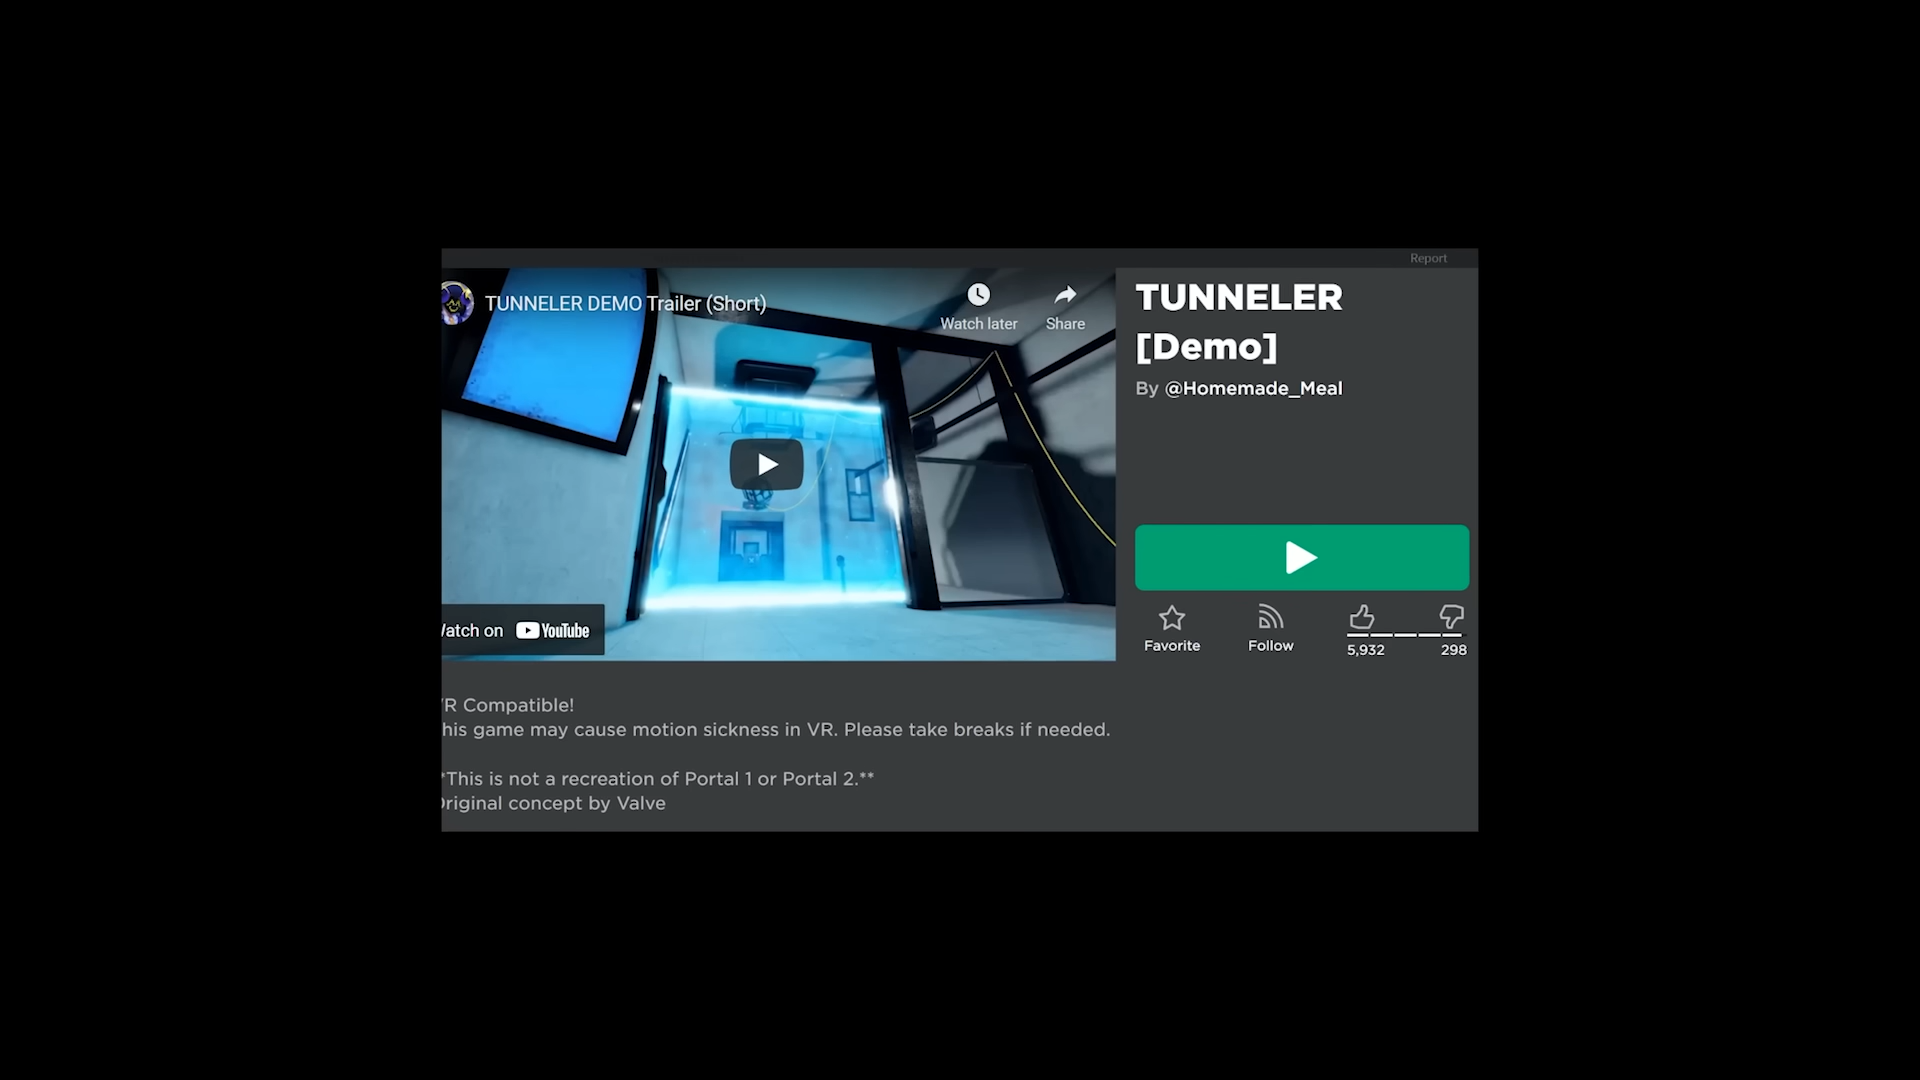 Report
TUNNELER DEMO Trailer (Short)
Watch later
Share
TUNNELER
[Demo]
By @Homemade_Meal
atch on YouTube
Favorite
Follow
5,932
298
R Compatible!
his game may cause motion sickness in VR. Please take breaks if needed.
*This is not a recreation of Portal 1 or Portal 2.**
riginal concept by Valve